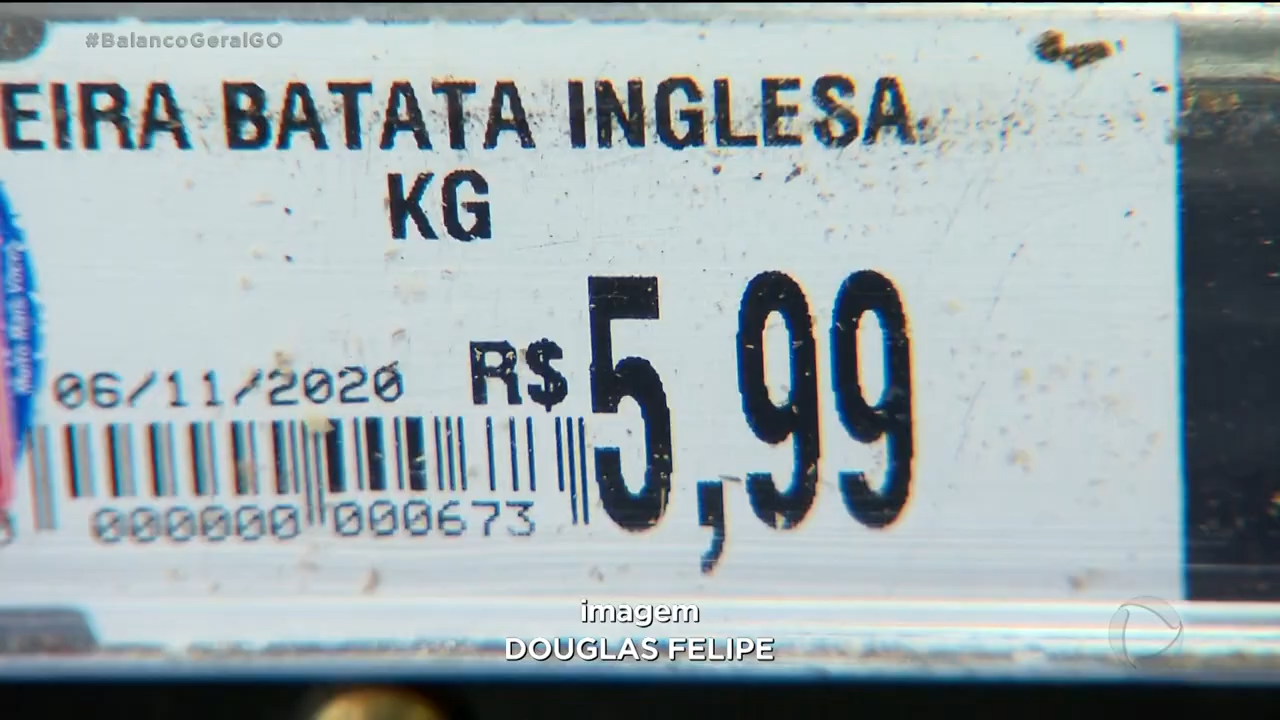 #BalancoGeralGO
EIRA BATATA INGLESA
KG
06/11/2020
R$ 5,99
000000 000673
imagem
DOUGLAS FELIPE